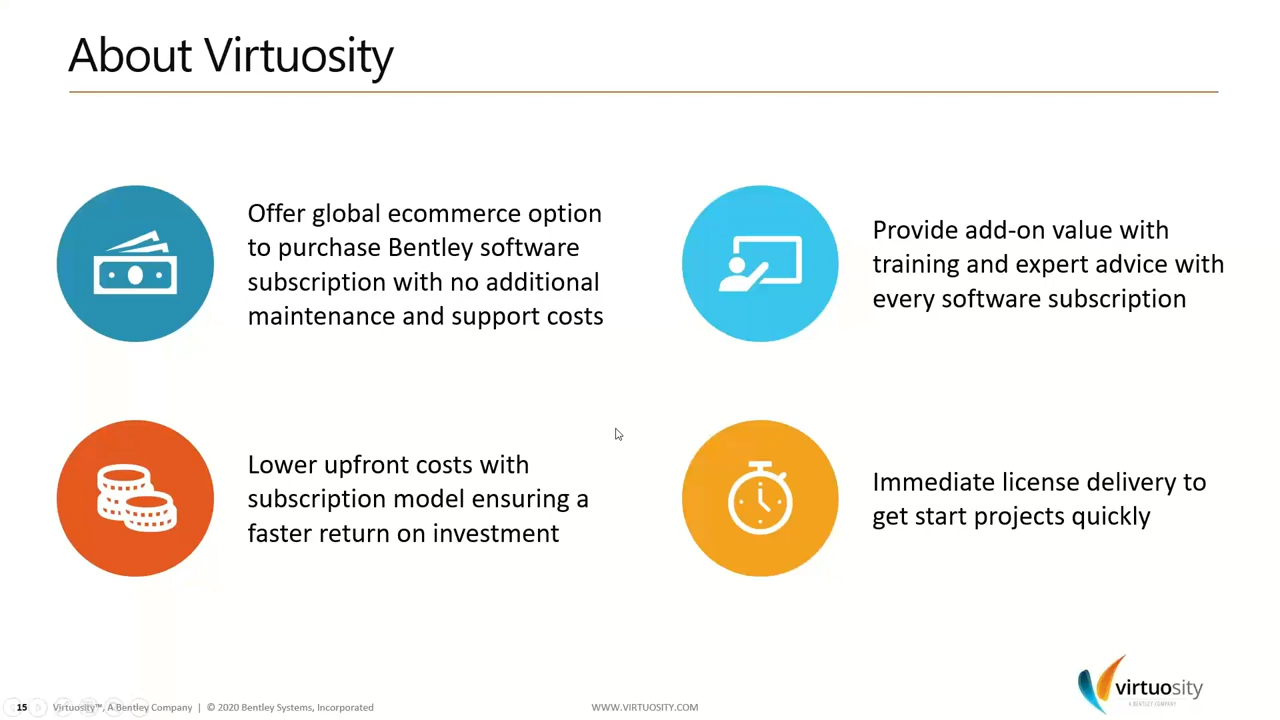 About Virtuosity
Offer global ecommerce option
to purchase Bentley software
subscription with no additional
maintenance and support costs
Provide add-on value with
training and expert advice with
every software subscription
Lower upfront costs with
subscription model ensuring a
faster return on investment
Immediate license delivery to
get start projects quickly
virtuosity
A BENTLEY COMPANY
15 Virtuosity™, A Bentley Company | © 2020 Bentley Systems, Incorporated
WWW.VIRTUOSITY.COM